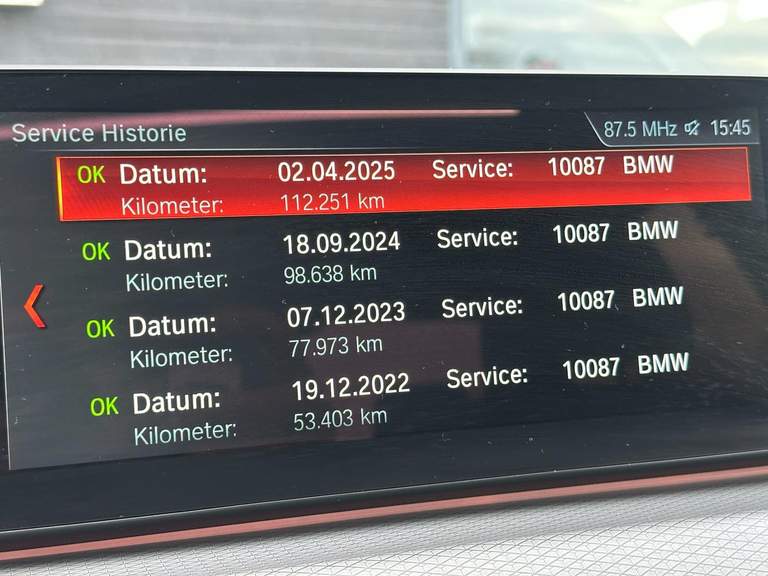 Service Historie 87.5 MHz 15:45
OK Datum: 02.04.2025 Service: 10087 BMW
Kilometer: 112.251 km
OK Datum: 18.09.2024 Service: 10087 BMW
Kilometer: 98.638 km
OK Datum: 07.12.2023 Service: 10087 BMW
Kilometer: 77.973 km
OK Datum: 19.12.2022 Service: 10087 BMW
Kilometer: 53.403 km